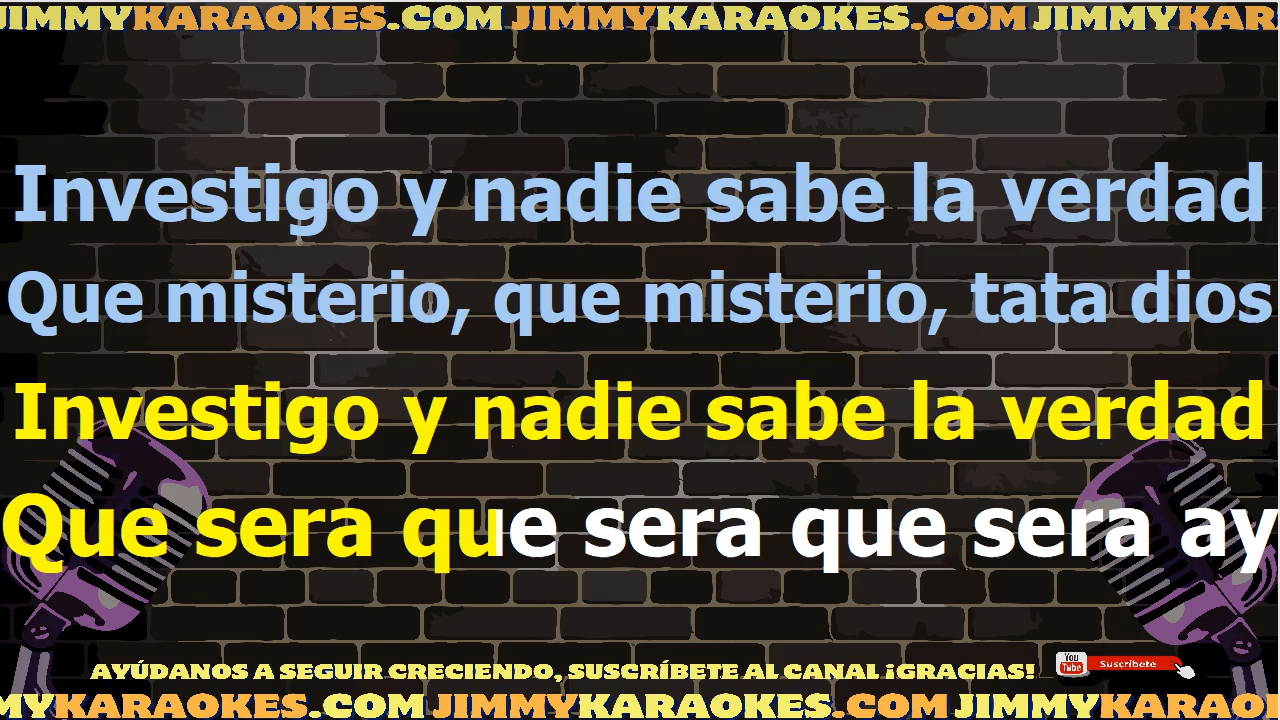 JIMMYKARAOKES.COM JIMMYKARAOKES.COM JIMMYKAR
Investigo y nadie sabe la verdad
Que misterio, que misterio, tata dios
Investigo y nadie sabe la verdad
Que sera que sera que sera ay
AYÚDANOS A SEGUIR CRECIENDO, SUSCRÍBETE AL CANAL ¡GRACIAS!
You Tube Suscríbete
MYKARAOKES.COM JIMMYKARAOKES.COM JIMMYKARAO